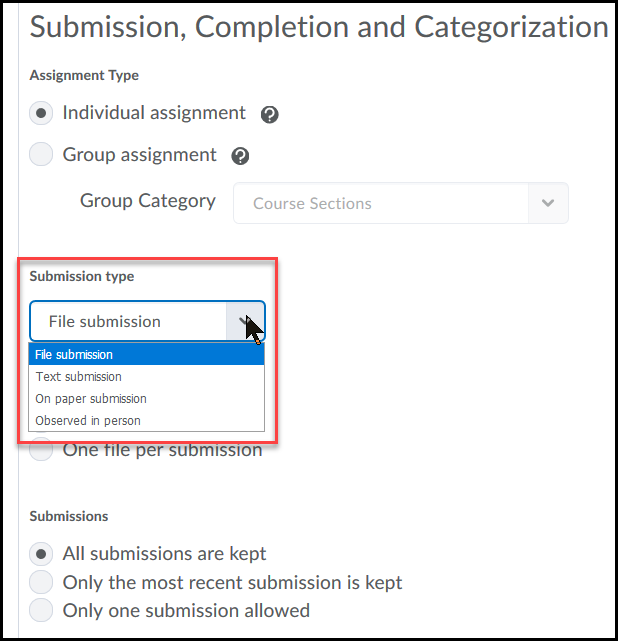 Submission, Completion and Categorization
Assignment Type
Individual assignment ?
Group assignment ?
Group Category Course Sections
Submission type
File submission
File submission
Text submission
On paper submission
Observed in person
One file per submission
Submissions
All submissions are kept
Only the most recent submission is kept
Only one submission allowed